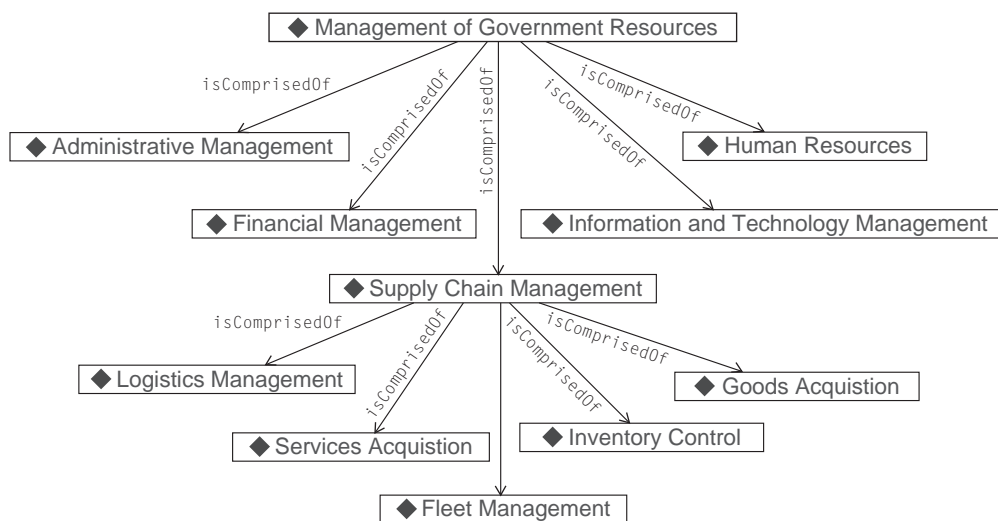 Management of Government Resources
isComprisedOf
isComprisedOf
isComprisedOf
isComprisedOf
isComprisedOf
Administrative Management
Human Resources
Financial Management
Information and Technology Management
Supply Chain Management
isComprisedOf
isComprisedOf
isComprisedOf
isComprisedOf
Logistics Management
Goods Acquistion
Services Acquistion
Inventory Control
Fleet Management